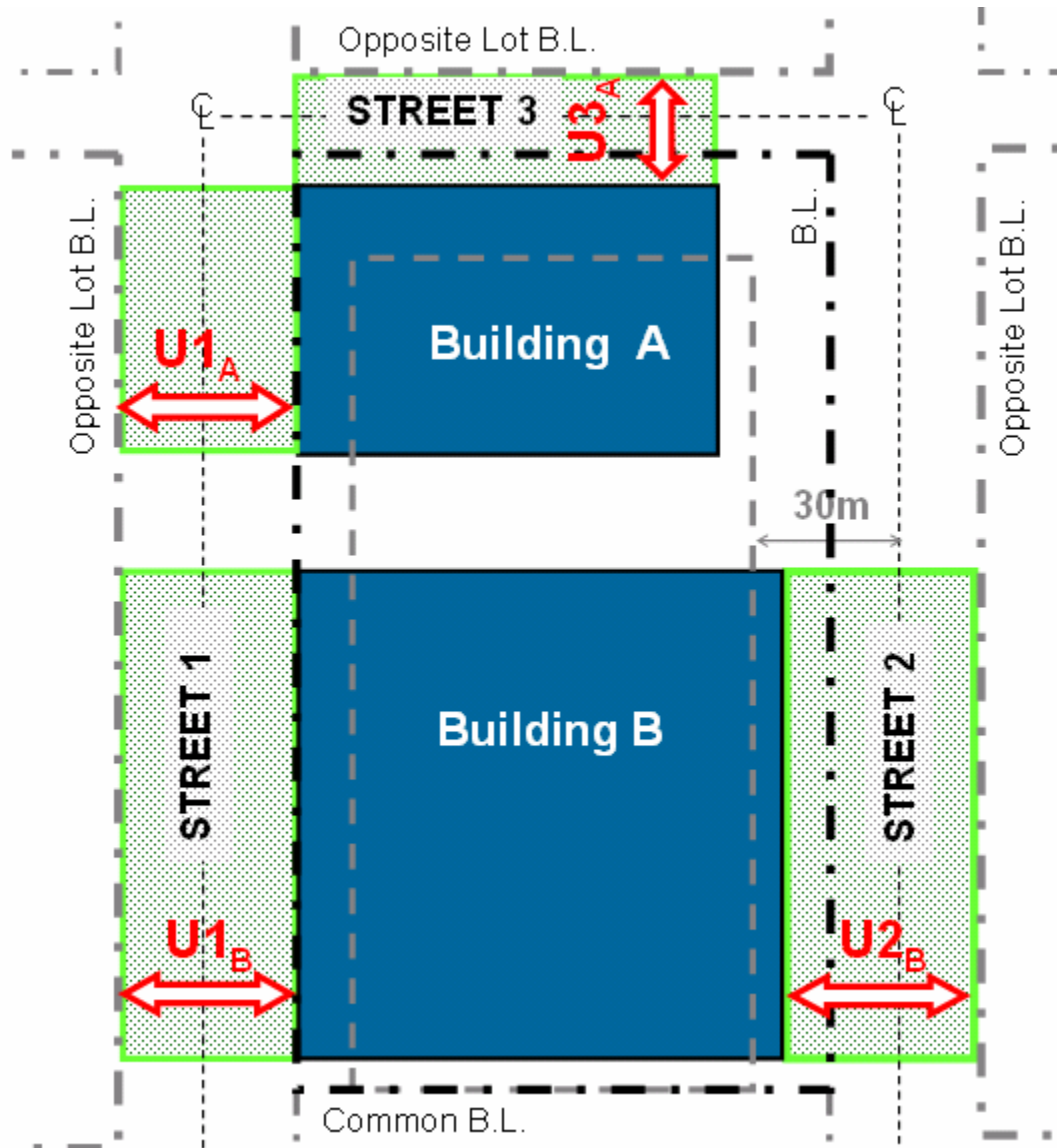 Opposite Lot B.L.
℄
STREET 3
U3A
℄
Opposite Lot B.L.
B.L.
Opposite Lot B.L.
U1A
Building A
30m
STREET 1
Building B
STREET 2
U1B
U2B
Common B.L.